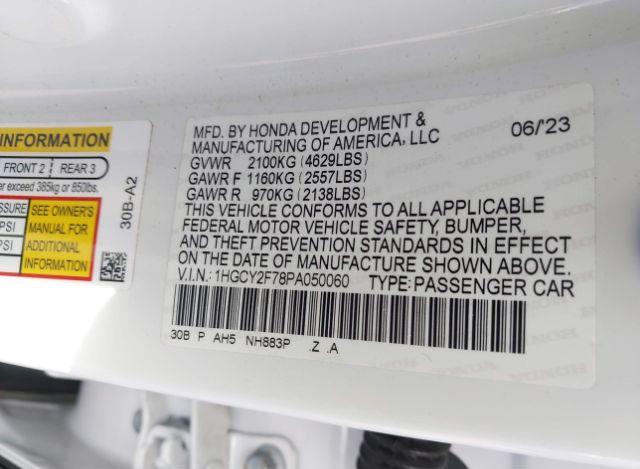 INFORMATION
FRONT 2 REAR 3
er exceed 385kg or 850lbs.
SSURE
PSI
PSI
SEE OWNER'S
MANUAL FOR
ADDITIONAL
INFORMATION
30B-A2
MFD. BY HONDA DEVELOPMENT &
MANUFACTURING OF AMERICA, LLC 06/'23
GVWR 2100KG (4629LBS)
GAWR F 1160KG (2557LBS)
GAWR R 970KG (2138LBS)
THIS VEHICLE CONFORMS TO ALL APPLICABLE
FEDERAL MOTOR VEHICLE SAFETY, BUMPER,
AND THEFT PREVENTION STANDARDS IN EFFECT
ON THE DATE OF MANUFACTURE SHOWN ABOVE.
V.I.N.: 1HGCY2F78PA050060 TYPE: PASSENGER CAR
30B P AH5 NH883P .Z .A